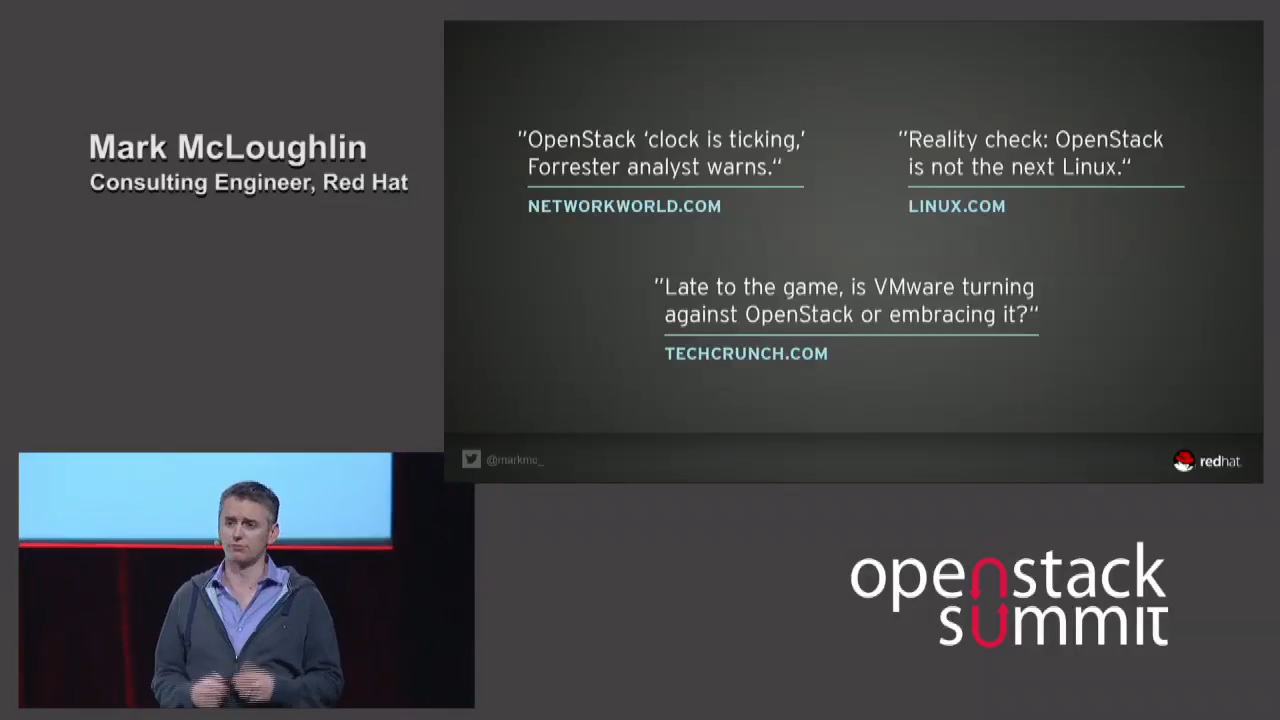 Mark McLoughlin
Consulting Engineer, Red Hat
"OpenStack ‘clock is ticking,’
Forrester analyst warns.“
NETWORKWORLD.COM
"Reality check: OpenStack
is not the next Linux.“
LINUX.COM
"Late to the game, is VMware turning
against OpenStack or embracing it?“
TECHCRUNCH.COM
@markmc_
redhat.
openstack
summit